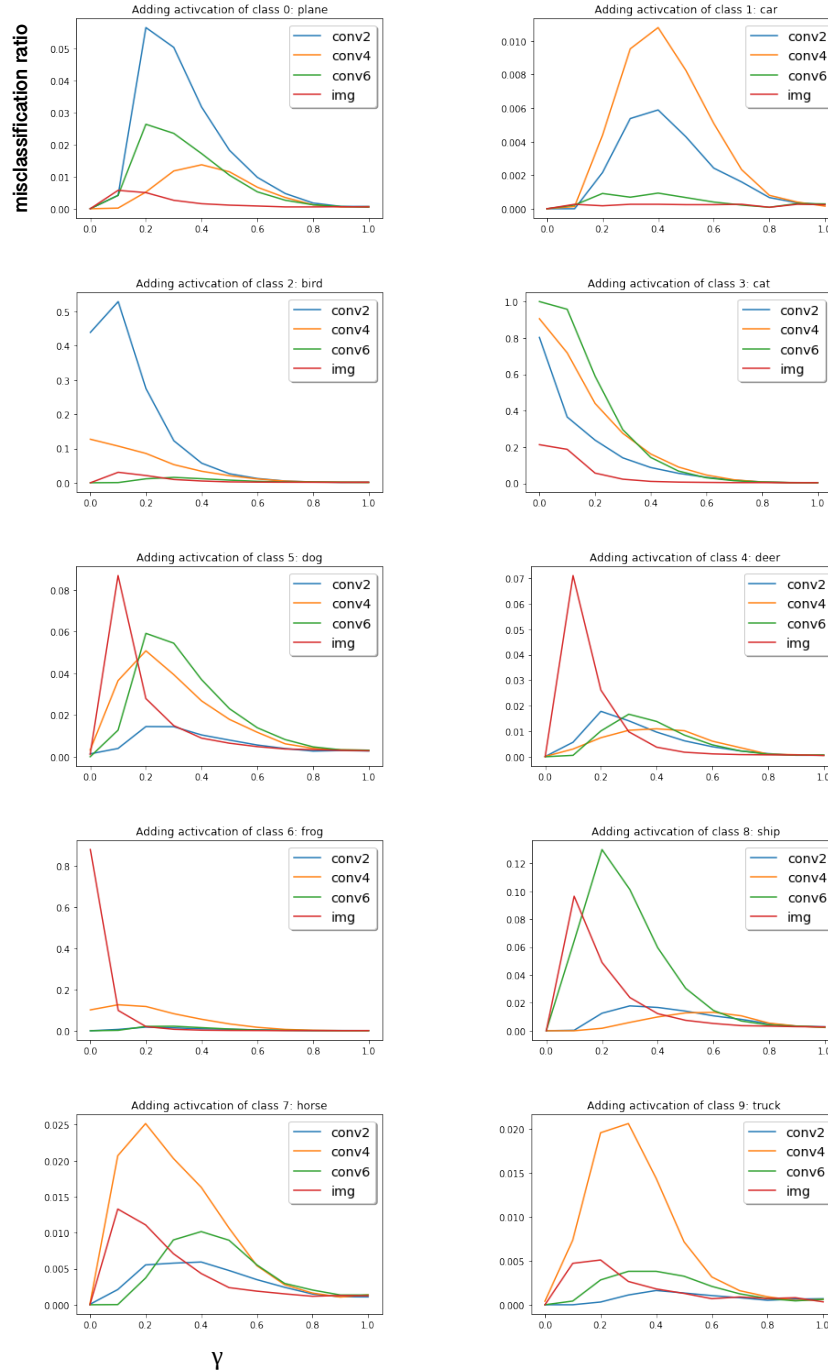 misclassification ratio
Adding activcation of class 0: plane
0.05
0.04
0.03
0.02
0.01
0.00
0.0 0.2 0.4 0.6 0.8 1.0
conv2
conv4
conv6
img
Adding activcation of class 1: car
0.010
0.008
0.006
0.004
0.002
0.000
0.0 0.2 0.4 0.6 0.8 1.0
conv2
conv4
conv6
img
Adding activcation of class 2: bird
0.5
0.4
0.3
0.2
0.1
0.0
0.0 0.2 0.4 0.6 0.8 1.0
conv2
conv4
conv6
img
Adding activcation of class 3: cat
1.0
0.8
0.6
0.4
0.2
0.0
0.0 0.2 0.4 0.6 0.8 1.0
conv2
conv4
conv6
img
Adding activcation of class 5: dog
0.08
0.06
0.04
0.02
0.00
0.0 0.2 0.4 0.6 0.8 1.0
conv2
conv4
conv6
img
Adding activcation of class 4: deer
0.07
0.06
0.05
0.04
0.03
0.02
0.01
0.00
0.0 0.2 0.4 0.6 0.8 1.0
conv2
conv4
conv6
img
Adding activcation of class 6: frog
0.8
0.6
0.4
0.2
0.0
0.0 0.2 0.4 0.6 0.8 1.0
conv2
conv4
conv6
img
Adding activcation of class 8: ship
0.12
0.10
0.08
0.06
0.04
0.02
0.00
0.0 0.2 0.4 0.6 0.8 1.0
conv2
conv4
conv6
img
Adding activcation of class 7: horse
0.025
0.020
0.015
0.010
0.005
0.000
0.0 0.2 0.4 0.6 0.8 1.0
conv2
conv4
conv6
img
Adding activcation of class 9: truck
0.020
0.015
0.010
0.005
0.000
0.0 0.2 0.4 0.6 0.8 1.0
conv2
conv4
conv6
img
γ